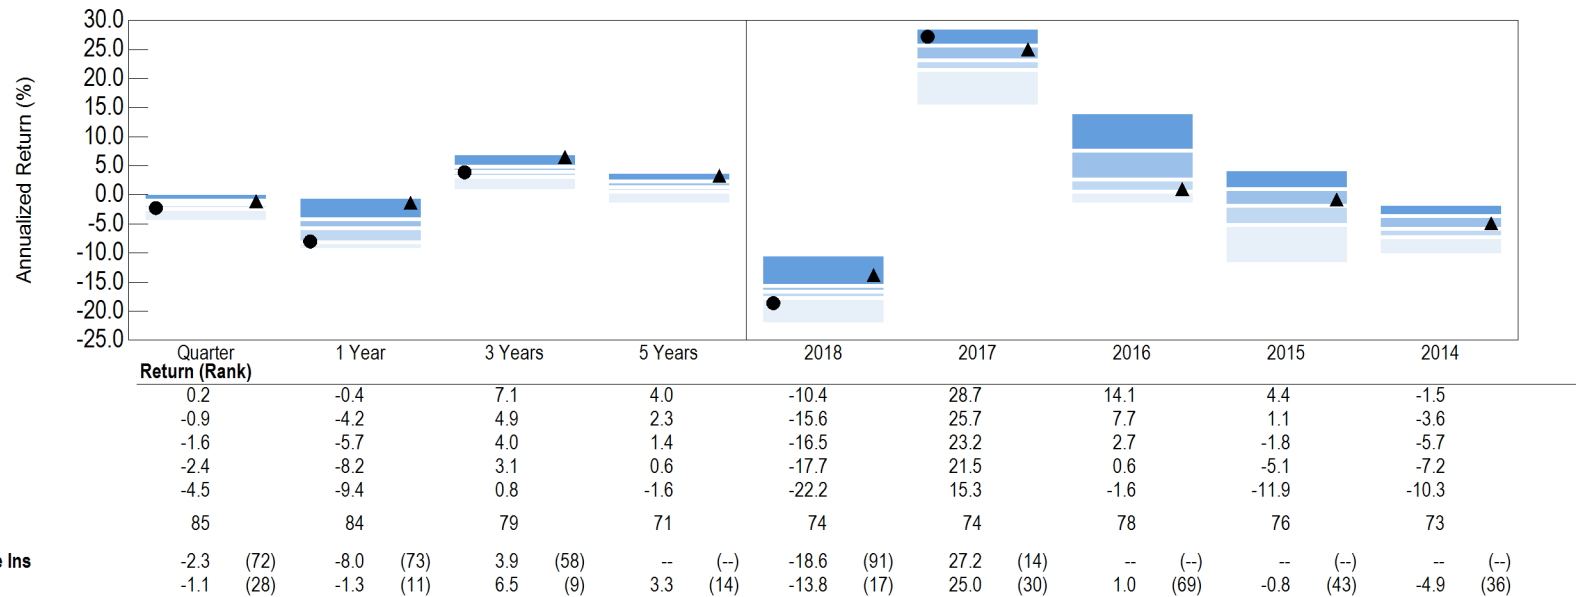 Annualized Return (%)
30.0
25.0
20.0
15.0
10.0
5.0
0.0
-5.0
-10.0
-15.0
-20.0
-25.0
Quarter 1 Year 3 Years 5 Years 2018 2017 2016 2015 2014
Return (Rank)
0.2 -0.4 7.1 4.0 -10.4 28.7 14.1 4.4 -1.5
-0.9 -4.2 4.9 2.3 -15.6 25.7 7.7 1.1 -3.6
-1.6 -5.7 4.0 1.4 -16.5 23.2 2.7 -1.8 -5.7
-2.4 -8.2 3.1 0.6 -17.7 21.5 0.6 -5.1 -7.2
-4.5 -9.4 0.8 -1.6 -22.2 15.3 -1.6 -11.9 -10.3
85 84 79 71 74 74 78 76 73
e Ins -2.3 (72) -8.0 (73) 3.9 (58) -- (--) -18.6 (91) 27.2 (14) -- (--) -- (--) -- (--)
-1.1 (28) -1.3 (11) 6.5 (9) 3.3 (14) -13.8 (17) 25.0 (30) 1.0 (69) -0.8 (43) -4.9 (36)